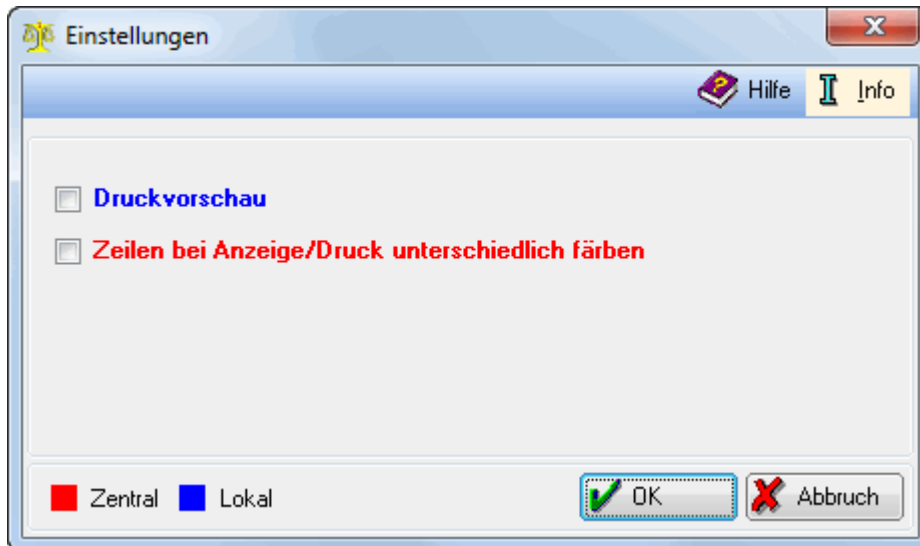 Einstellungen
Hilfe Info
Druckvorschau
Zeilen bei Anzeige/Druck unterschiedlich färben
Zentral Lokal OK Abbruch